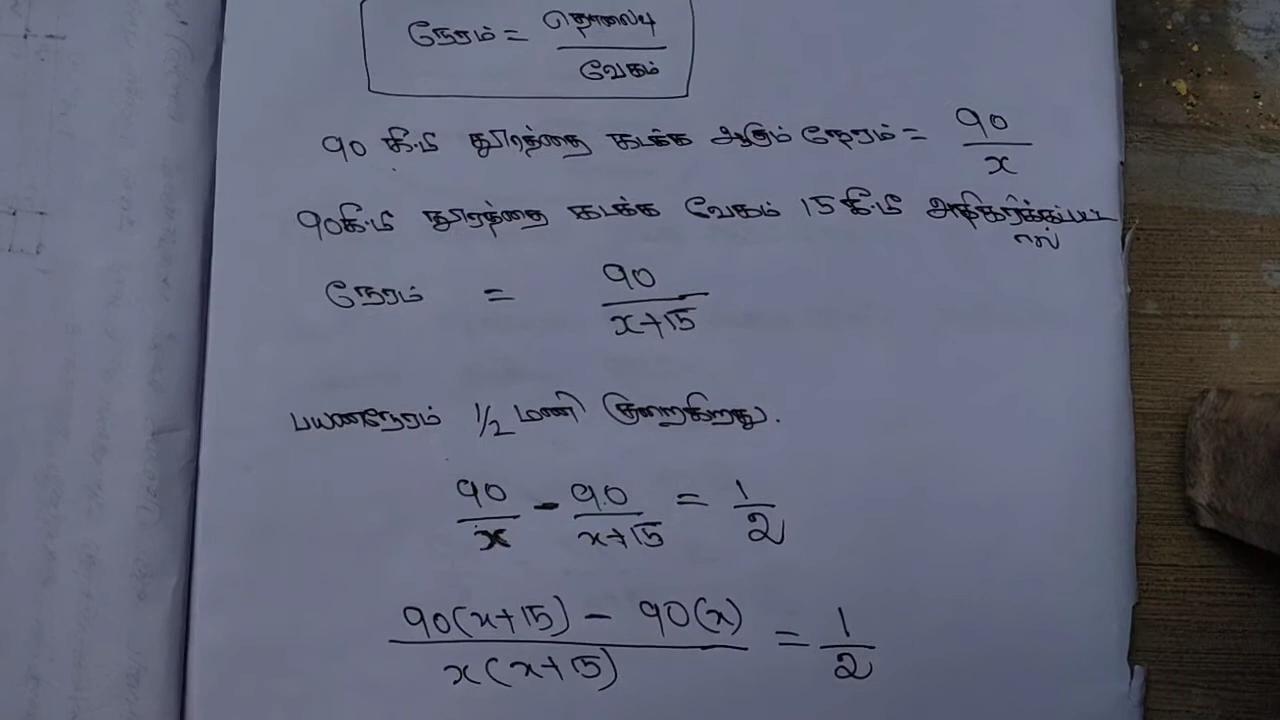 நேரம் = தொலைவு / வேகம்
90 கி.மீ தூரத்தை கடக்க ஆகும் நேரம் = 90 / x
90கி.மீ தூரத்தை கடக்க வேகம் 15 கி.மீ அதிகரிக்கப்பட்டால்
நேரம் = 90 / x+15
பயணநேரம் 1/2 மணி குறைகிறது.
90 / x - 90 / x+15 = 1 / 2
90(x+15) - 90(x) / x(x+15) = 1 / 2